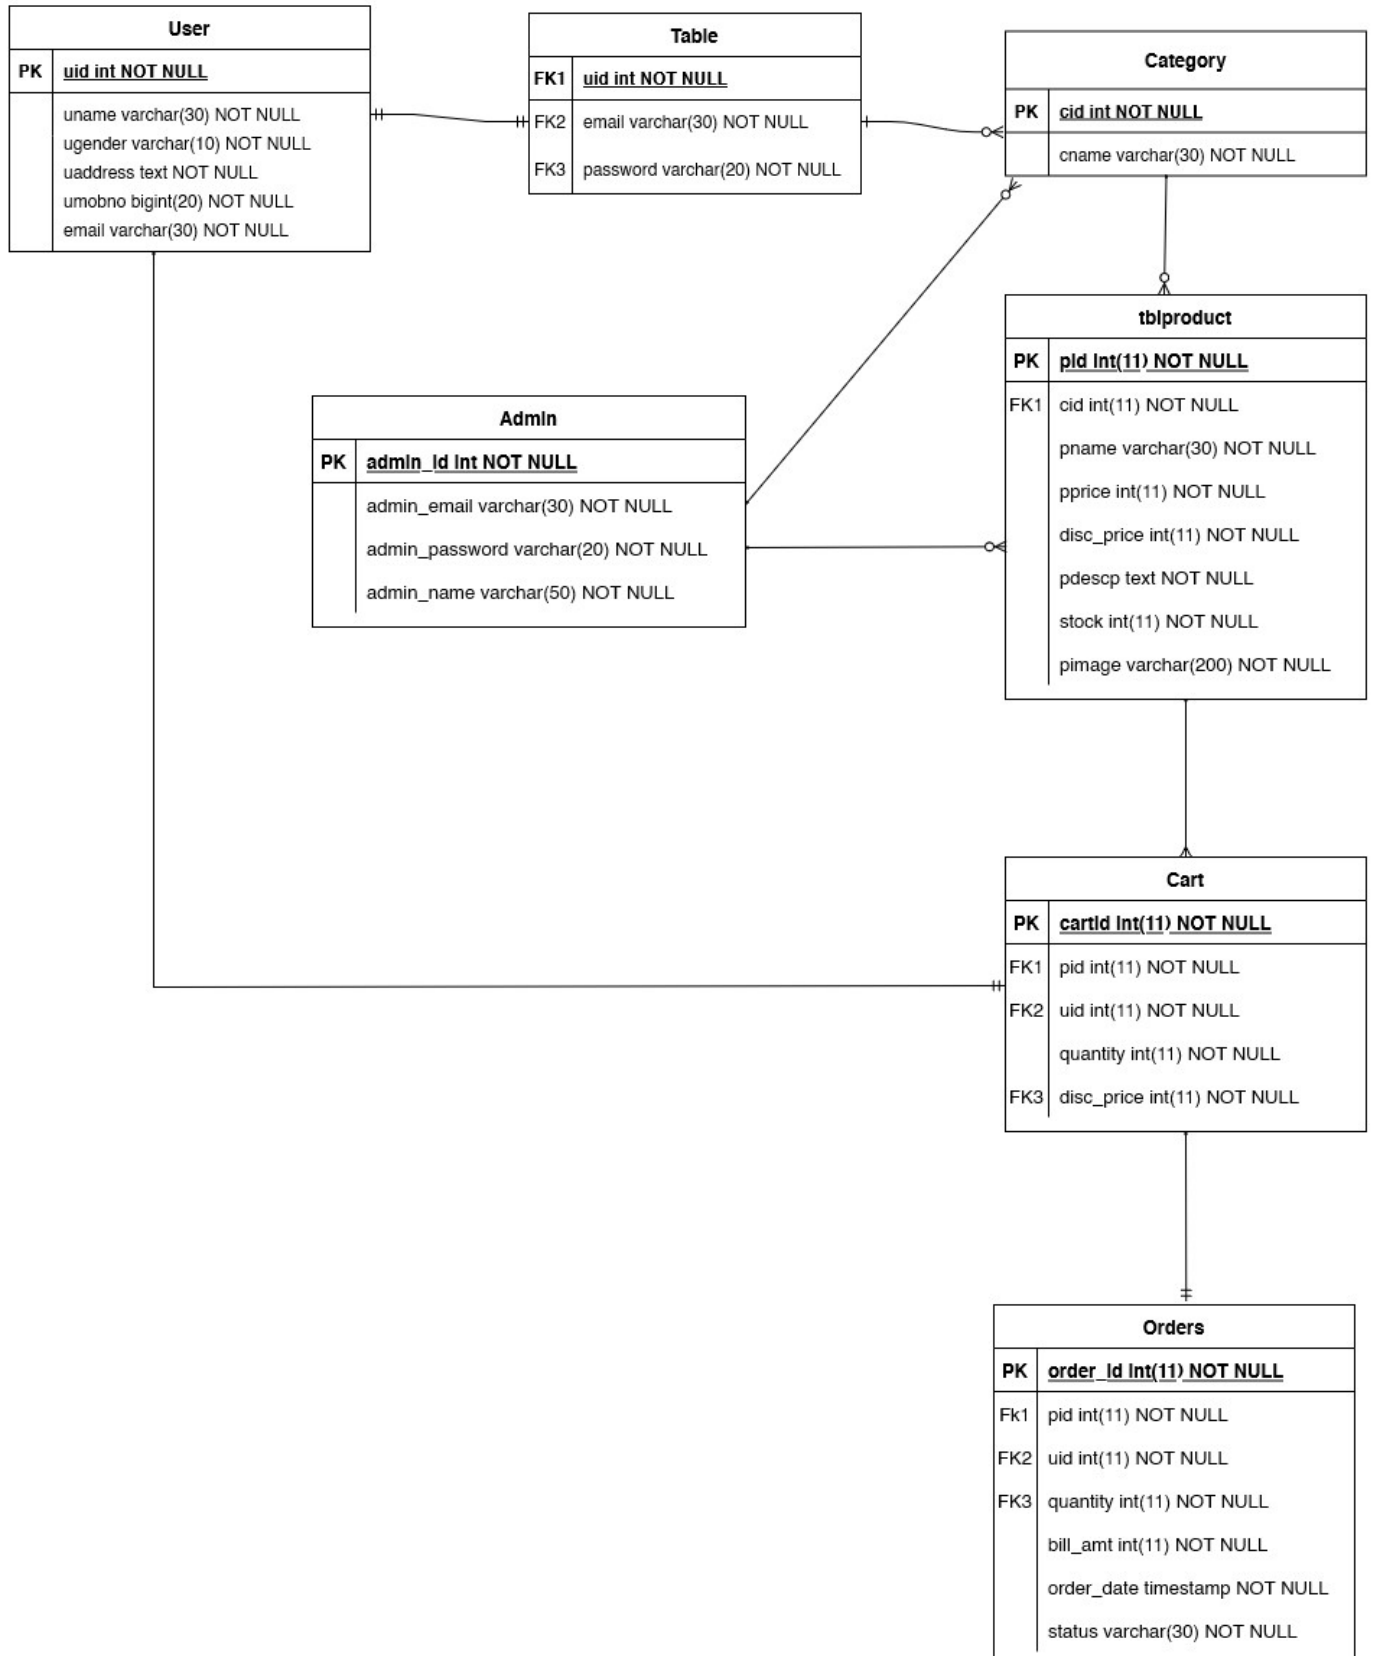 User
PK uid int NOT NULL
uname varchar(30) NOT NULL
ugender varchar(10) NOT NULL
uaddress text NOT NULL
umobno bigint(20) NOT NULL
email varchar(30) NOT NULL
Table
FK1 uid int NOT NULL
FK2 email varchar(30) NOT NULL
FK3 password varchar(20) NOT NULL
Category
PK cid int NOT NULL
cname varchar(30) NOT NULL
tblproduct
PK pid int(11) NOT NULL
FK1 cid int(11) NOT NULL
pname varchar(30) NOT NULL
pprice int(11) NOT NULL
disc_price int(11) NOT NULL
pdescp text NOT NULL
stock int(11) NOT NULL
pimage varchar(200) NOT NULL
Admin
PK admin_id int NOT NULL
admin_email varchar(30) NOT NULL
admin_password varchar(20) NOT NULL
admin_name varchar(50) NOT NULL
Cart
PK cartid int(11) NOT NULL
FK1 pid int(11) NOT NULL
FK2 uid int(11) NOT NULL
quantity int(11) NOT NULL
FK3 disc_price int(11) NOT NULL
Orders
PK order_id int(11) NOT NULL
Fk1 pid int(11) NOT NULL
FK2 uid int(11) NOT NULL
FK3 quantity int(11) NOT NULL
bill_amt int(11) NOT NULL
order_date timestamp NOT NULL
status varchar(30) NOT NULL